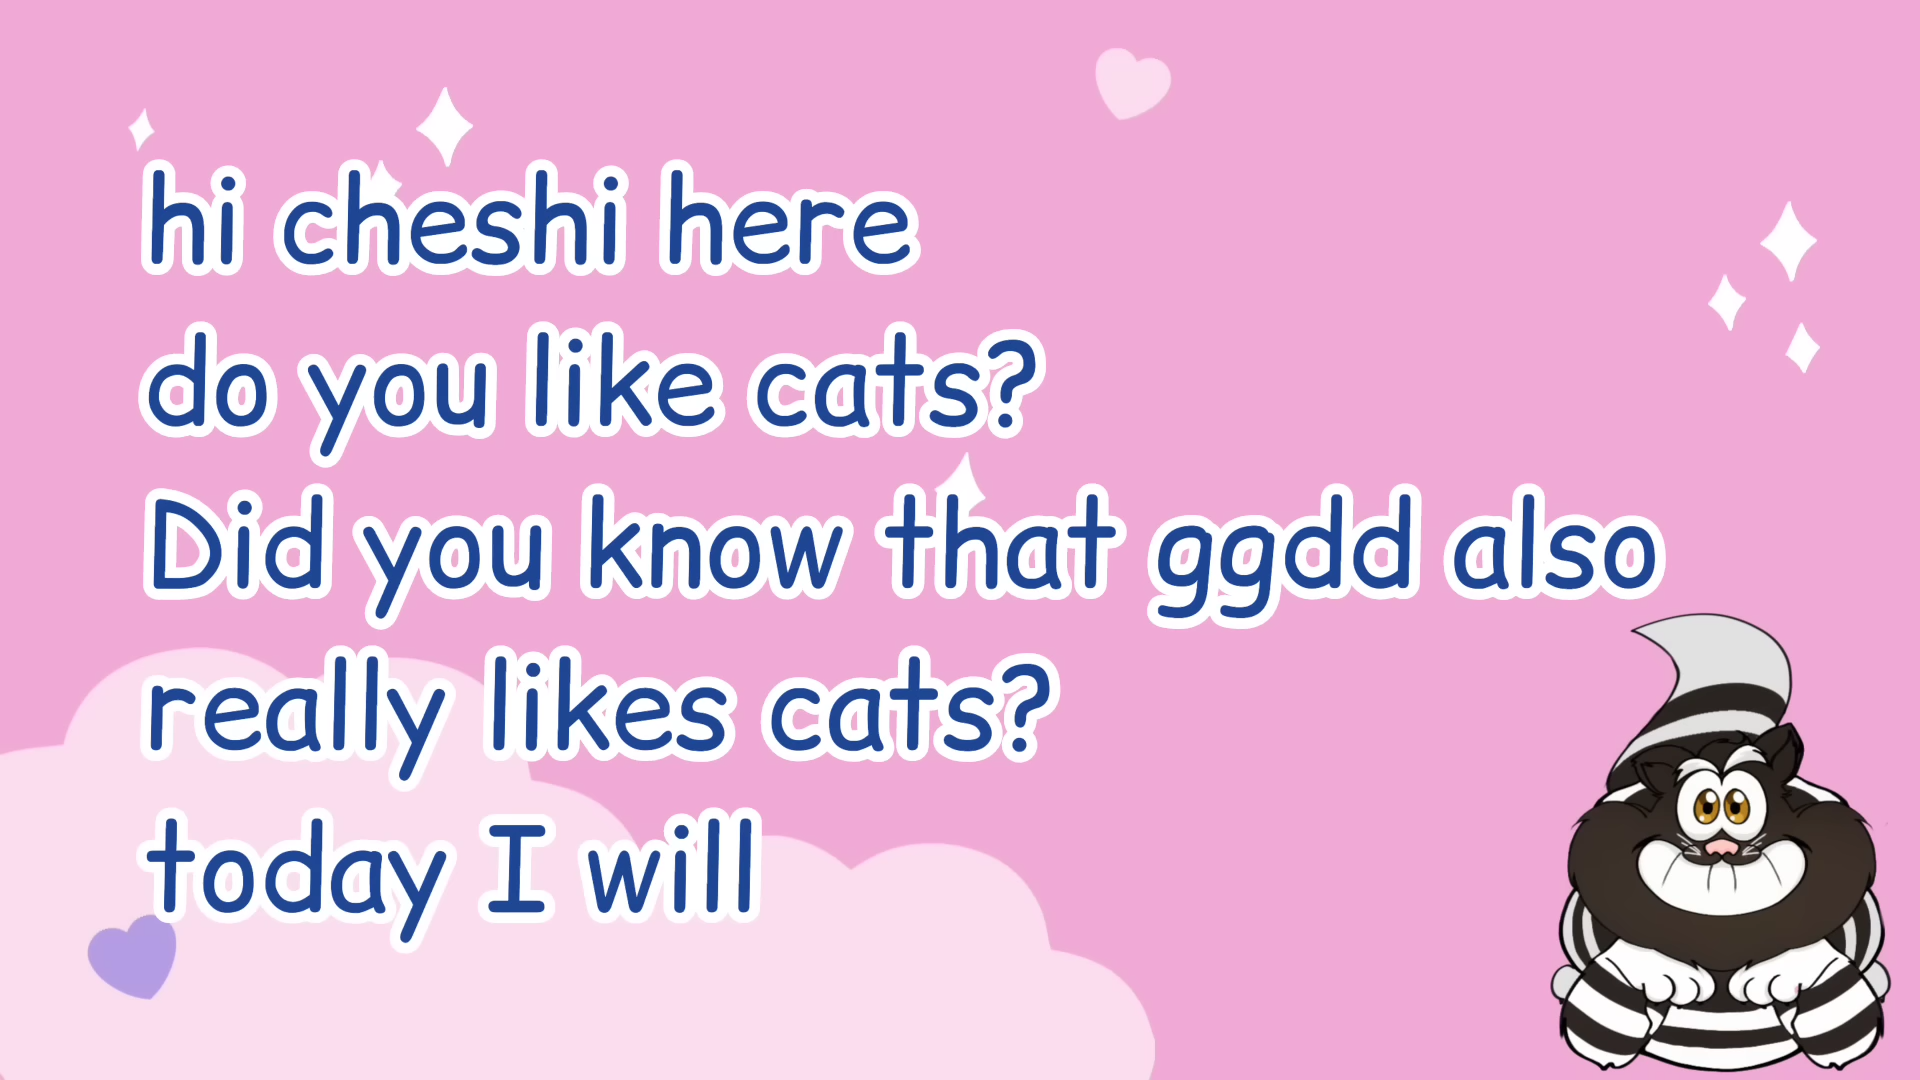 hi cheshi here
do you like cats?
Did you know that ggdd also
really likes cats?
today I will